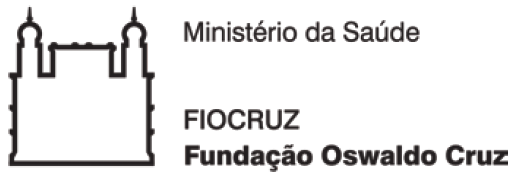 Ministério da Saúde
FIOCRUZ
Fundação Oswaldo Cruz